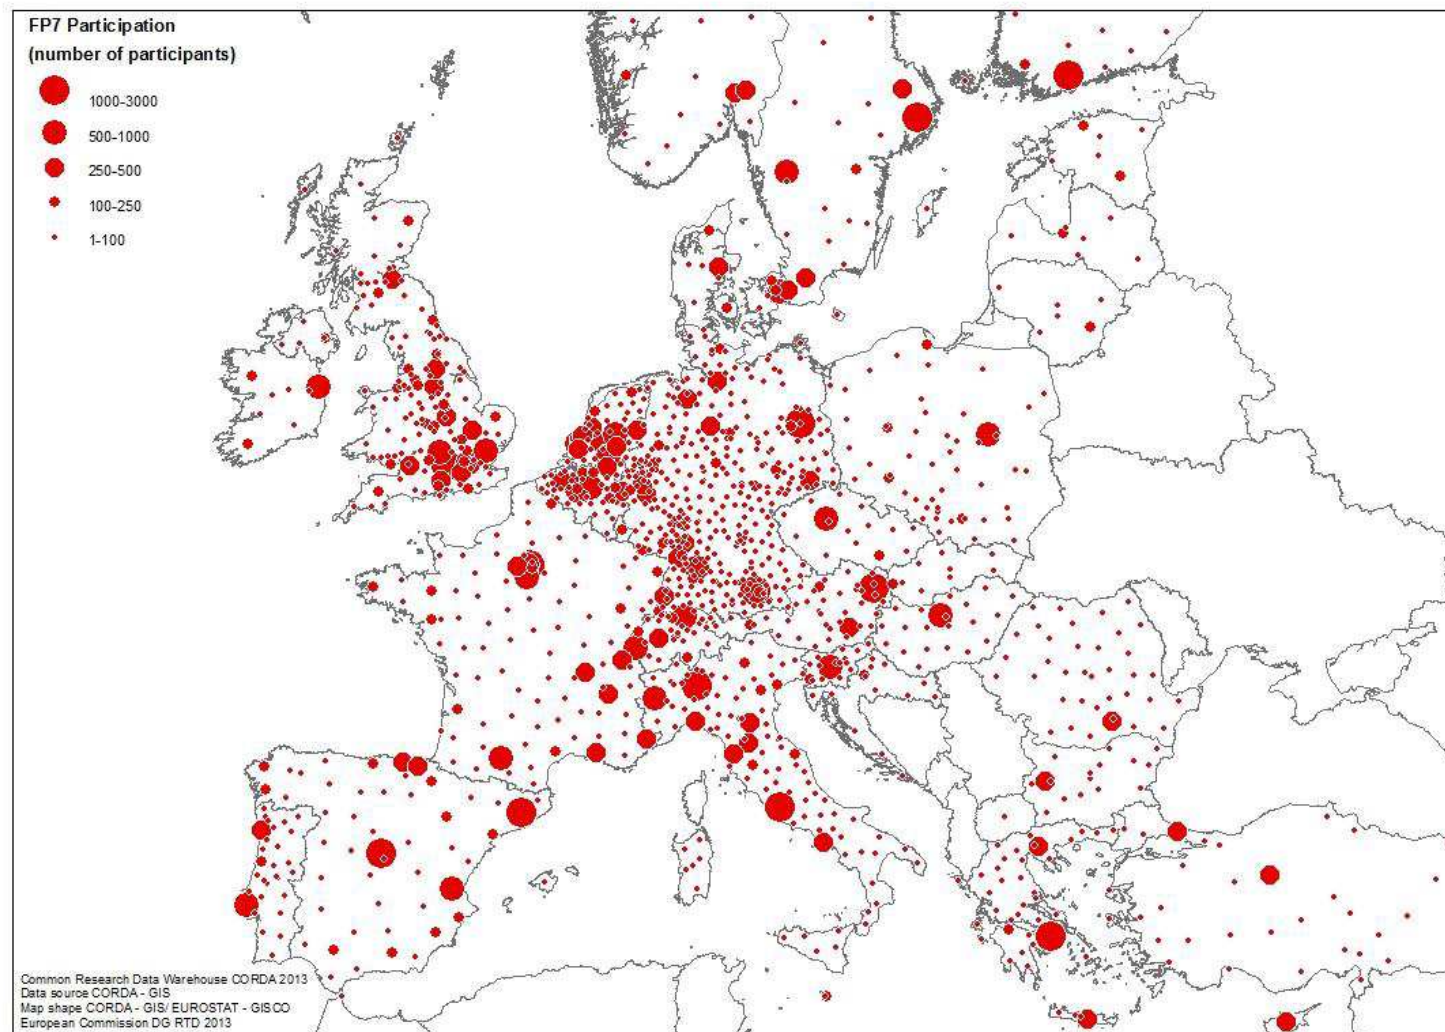 FP7 Participation
(number of participants)
1000-3000
500-1000
250-500
100-250
1-100
Common Research Data Warehouse CORDA 2013
Data source CORDA - GIS
Map shape CORDA - GIS/ EUROSTAT - GISCO
European Commission DG RTD 2013